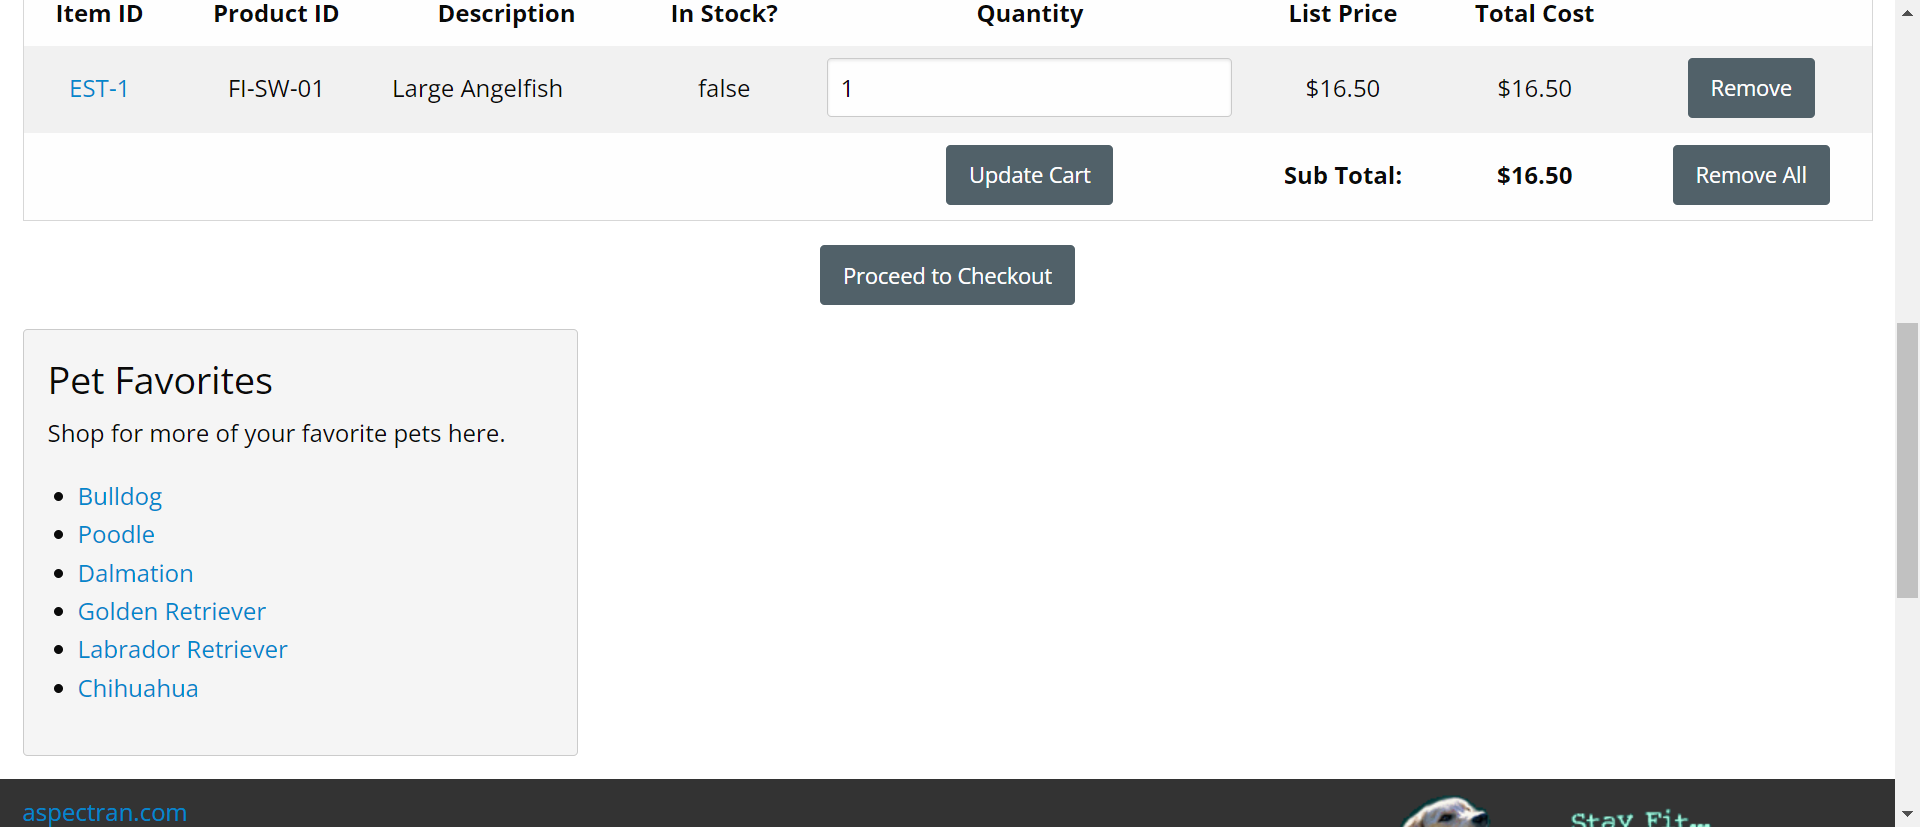 Item ID Product ID Description In Stock? Quantity List Price Total Cost
EST-1 FI-SW-01 Large Angelfish false 1 $16.50 $16.50 Remove
Update Cart Sub Total: $16.50 Remove All
Proceed to Checkout
Pet Favorites
Shop for more of your favorite pets here.
Bulldog
Poodle
Dalmation
Golden Retriever
Labrador Retriever
Chihuahua
aspectran.com
Stay Fit...